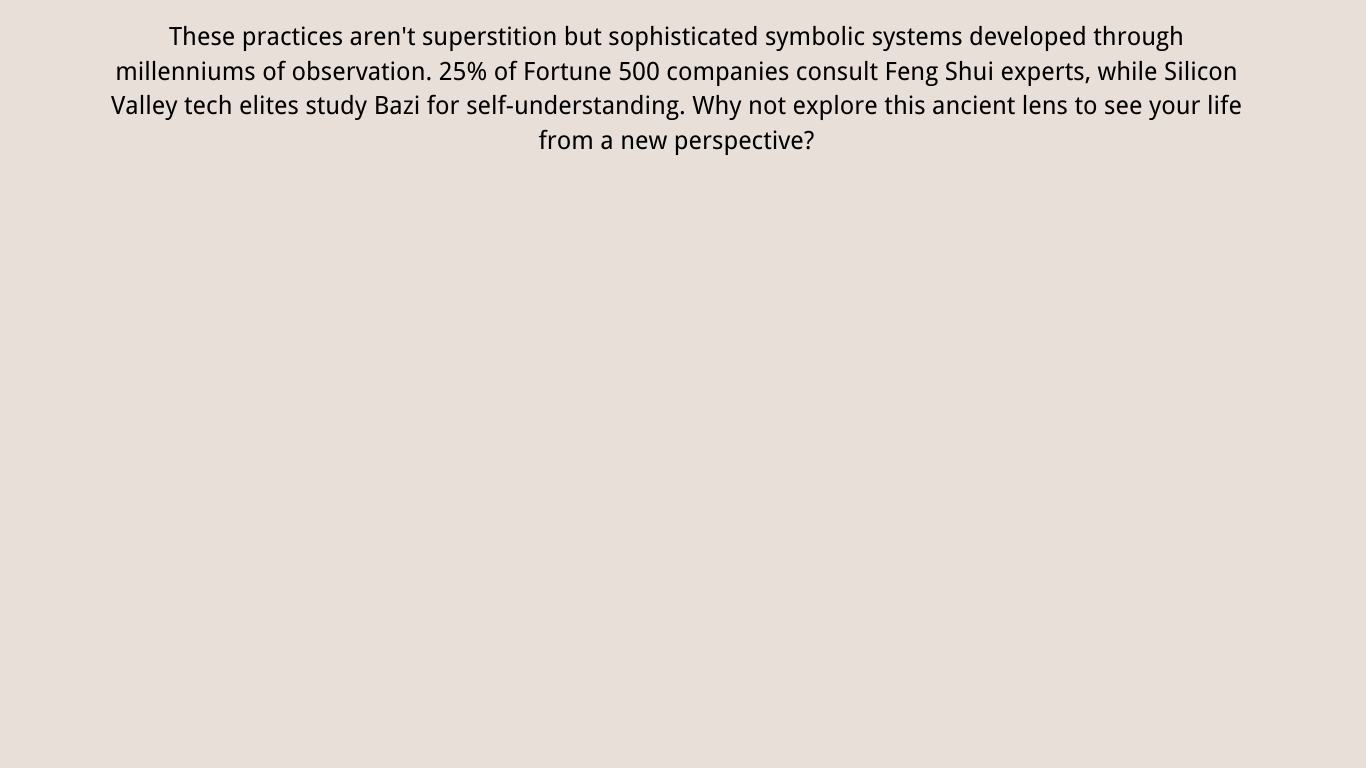 These practices aren't superstition but sophisticated symbolic systems developed through
millenniums of observation. 25% of Fortune 500 companies consult Feng Shui experts, while Silicon
Valley tech elites study Bazi for self-understanding. Why not explore this ancient lens to see your life
from a new perspective?